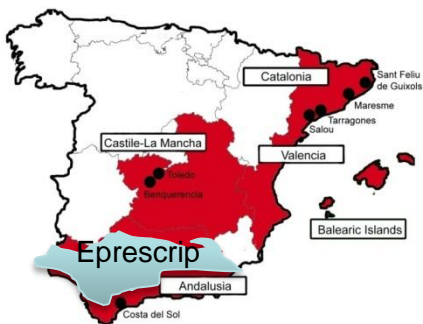 Catalonia
Sant Feliu
de Guixols
Maresme
Tarragones
Salou
Castile-La Mancha
Toledo
Benquerencia
Valencia
Balearic Islands
Eprescrip
Andalusia
Costa del Sol